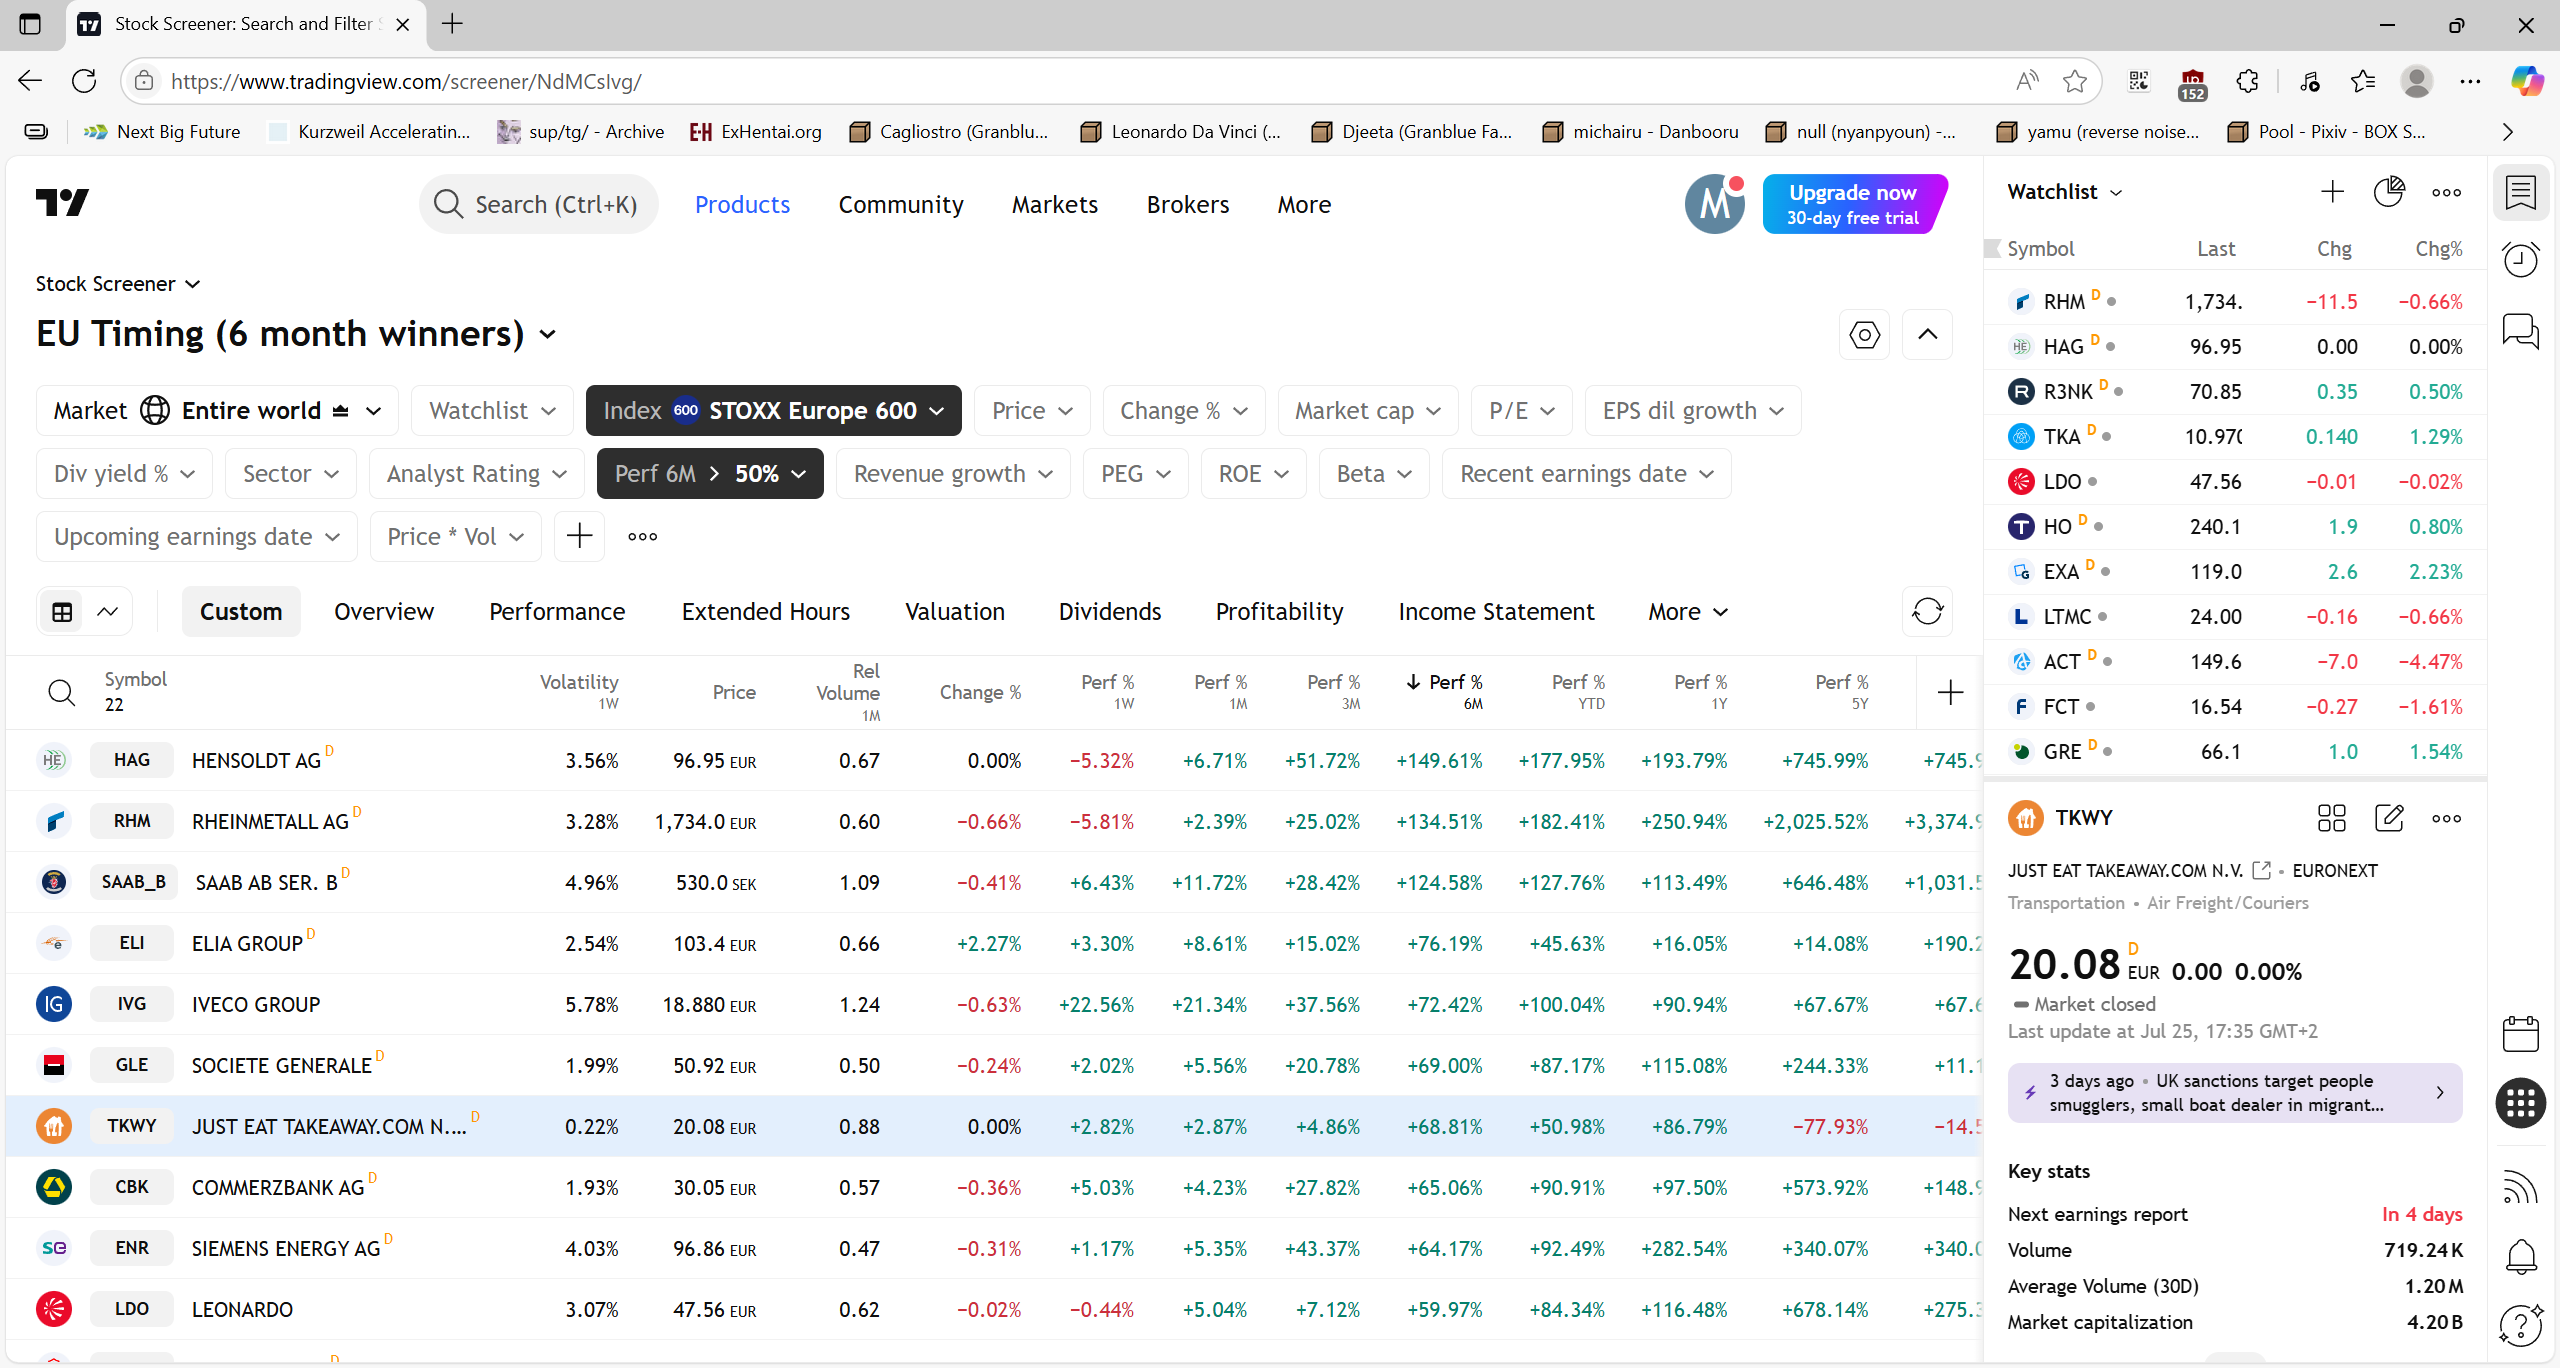 Stock Screener: Search and Filter S
https://www.tradingview.com/screener/NdMCsIvg/
152
Next Big Future
Kurzweil Acceleratin...
sup/tg/ - Archive
ExHentai.org
Cagliostro (Granblu...
Leonardo Da Vinci (...
Djeeta (Granblue Fa...
michairu - Danbooru
null (nyanpyoun) -...
yamu (reverse noise...
Pool - Pixiv - BOX S...
Search (Ctrl+K) Products Community Markets Brokers More
M
Upgrade now
30-day free trial
Stock Screener
EU Timing (6 month winners)
Market Entire world Watchlist Index 600 STOXX Europe 600 Price Change % Market cap P/E EPS dil growth
Div yield % Sector Analyst Rating Perf 6M > 50% Revenue growth PEG ROE Beta Recent earnings date
Upcoming earnings date Price * Vol
Custom Overview Performance Extended Hours Valuation Dividends Profitability Income Statement More
Symbol 22 Volatility 1W Price Rel Volume 1M Change % Perf % 1W Perf % 1M Perf % 3M Perf % 6M Perf % YTD Perf % 1Y Perf % 5Y
HE HAG HENSOLDT AG D 3.56% 96.95 EUR 0.67 0.00% −5.32% +6.71% +51.72% +149.61% +177.95% +193.79% +745.99% +745.9
RHM RHEINMETALL AG D 3.28% 1,734.0 EUR 0.60 −0.66% −5.81% +2.39% +25.02% +134.51% +182.41% +250.94% +2,025.52% +3,374.9
SAAB_B SAAB AB SER. B D 4.96% 530.0 SEK 1.09 −0.41% +6.43% +11.72% +28.42% +124.58% +127.76% +113.49% +646.48% +1,031.5
e ELI ELIA GROUP D 2.54% 103.4 EUR 0.66 +2.27% +3.30% +8.61% +15.02% +76.19% +45.63% +16.05% +14.08% +190.2
IG IVG IVECO GROUP 5.78% 18.880 EUR 1.24 −0.63% +22.56% +21.34% +37.56% +72.42% +100.04% +90.94% +67.67% +67.6
GLE SOCIETE GENERALE D 1.99% 50.92 EUR 0.50 −0.24% +2.02% +5.56% +20.78% +69.00% +87.17% +115.08% +244.33% +11.1
TKWY JUST EAT TAKEAWAY.COM N.... D 0.22% 20.08 EUR 0.88 0.00% +2.82% +2.87% +4.86% +68.81% +50.98% +86.79% −77.93% −14.5
CBK COMMERZBANK AG D 1.93% 30.05 EUR 0.57 −0.36% +5.03% +4.23% +27.82% +65.06% +90.91% +97.50% +573.92% +148.9
se ENR SIEMENS ENERGY AG D 4.03% 96.86 EUR 0.47 −0.31% +1.17% +5.35% +43.37% +64.17% +92.49% +282.54% +340.07% +340.0
LDO LEONARDO 3.07% 47.56 EUR 0.62 −0.02% −0.44% +5.04% +7.12% +59.97% +84.34% +116.48% +678.14% +275.3
Watchlist
Symbol Last Chg Chg%
RHM D 1,734. −11.5 −0.66%
HE HAG D 96.95 0.00 0.00%
R R3NK D 70.85 0.35 0.50%
TKA D 10.970 0.140 1.29%
LDO 47.56 −0.01 −0.02%
T HO D 240.1 1.9 0.80%
G EXA D 119.0 2.6 2.23%
L LTMC 24.00 −0.16 −0.66%
ACT D 149.6 −7.0 −4.47%
F FCT 16.54 −0.27 −1.61%
GRE D 66.1 1.0 1.54%
TKWY
JUST EAT TAKEAWAY.COM N.V. • EURONEXT
Transportation • Air Freight/Couriers
20.08 D EUR 0.00 0.00%
Market closed
Last update at Jul 25, 17:35 GMT+2
3 days ago • UK sanctions target people
smugglers, small boat dealer in migrant...
Key stats
Next earnings report In 4 days
Volume 719.24 K
Average Volume (30D) 1.20 M
Market capitalization 4.20 B